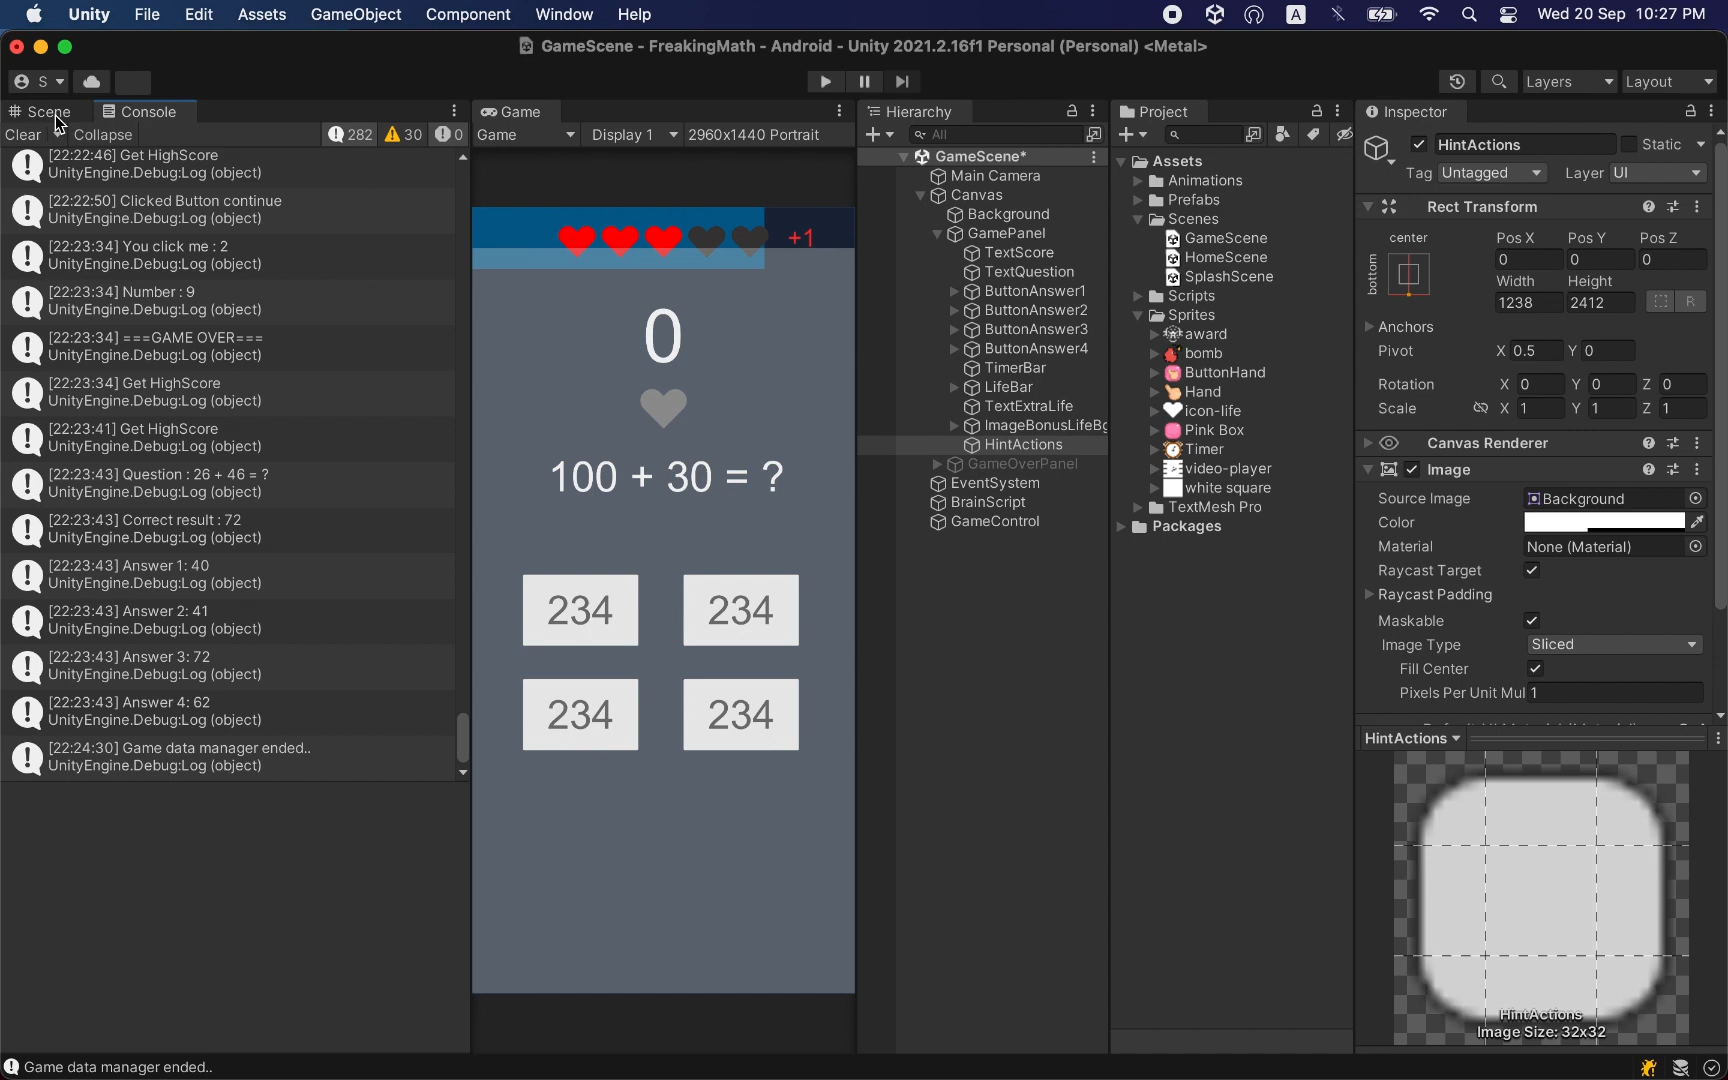 Unity File Edit Assets GameObject Component Window Help A Wed 20 Sep 10:27 PM
GameScene - FreakingMath - Android - Unity 2021.2.16f1 Personal (Personal) <Metal>
S Layers Layout
Scene Console
Clear Collapse 282 30 0
[22:22:46] Get HighScore
UnityEngine.Debug:Log (object)
[22:22:50] Clicked Button continue
UnityEngine.Debug:Log (object)
[22:23:34] You click me : 2
UnityEngine.Debug:Log (object)
[22:23:34] Number : 9
UnityEngine.Debug:Log (object)
[22:23:34] ===GAME OVER===
UnityEngine.Debug:Log (object)
[22:23:34] Get HighScore
UnityEngine.Debug:Log (object)
[22:23:41] Get HighScore
UnityEngine.Debug:Log (object)
[22:23:43] Question : 26 + 46 = ?
UnityEngine.Debug:Log (object)
[22:23:43] Correct result : 72
UnityEngine.Debug:Log (object)
[22:23:43] Answer 1: 40
UnityEngine.Debug:Log (object)
[22:23:43] Answer 2: 41
UnityEngine.Debug:Log (object)
[22:23:43] Answer 3: 72
UnityEngine.Debug:Log (object)
[22:23:43] Answer 4: 62
UnityEngine.Debug:Log (object)
[22:24:30] Game data manager ended..
UnityEngine.Debug:Log (object)
Game data manager ended..
Game
Game Display 1 2960x1440 Portrait
+1
0
100 + 30 = ?
234 234
234 234
Hierarchy
All
GameScene*
Main Camera
Canvas
Background
GamePanel
TextScore
TextQuestion
ButtonAnswer1
ButtonAnswer2
ButtonAnswer3
ButtonAnswer4
TimerBar
LifeBar
TextExtraLife
ImageBonusLifeBg
HintActions
GameOverPanel
EventSystem
BrainScript
GameControl
Project
Assets
Animations
Prefabs
Scenes
GameScene
HomeScene
SplashScene
Scripts
Sprites
award
bomb
ButtonHand
Hand
icon-life
Pink Box
Timer
video-player
white square
TextMesh Pro
Packages
Inspector
HintActions Static
Tag Untagged Layer UI
Rect Transform
center Pos X Pos Y Pos Z
bottom 0 0 0
Width Height
1238 2412 R
Anchors
Pivot X 0.5 Y 0
Rotation X 0 Y 0 Z 0
Scale X 1 Y 1 Z 1
Canvas Renderer
Image
Source Image Background
Color
Material None (Material)
Raycast Target
Raycast Padding
Maskable
Image Type Sliced
Fill Center
Pixels Per Unit Mul 1
HintActions
HintActions
Image Size: 32x32